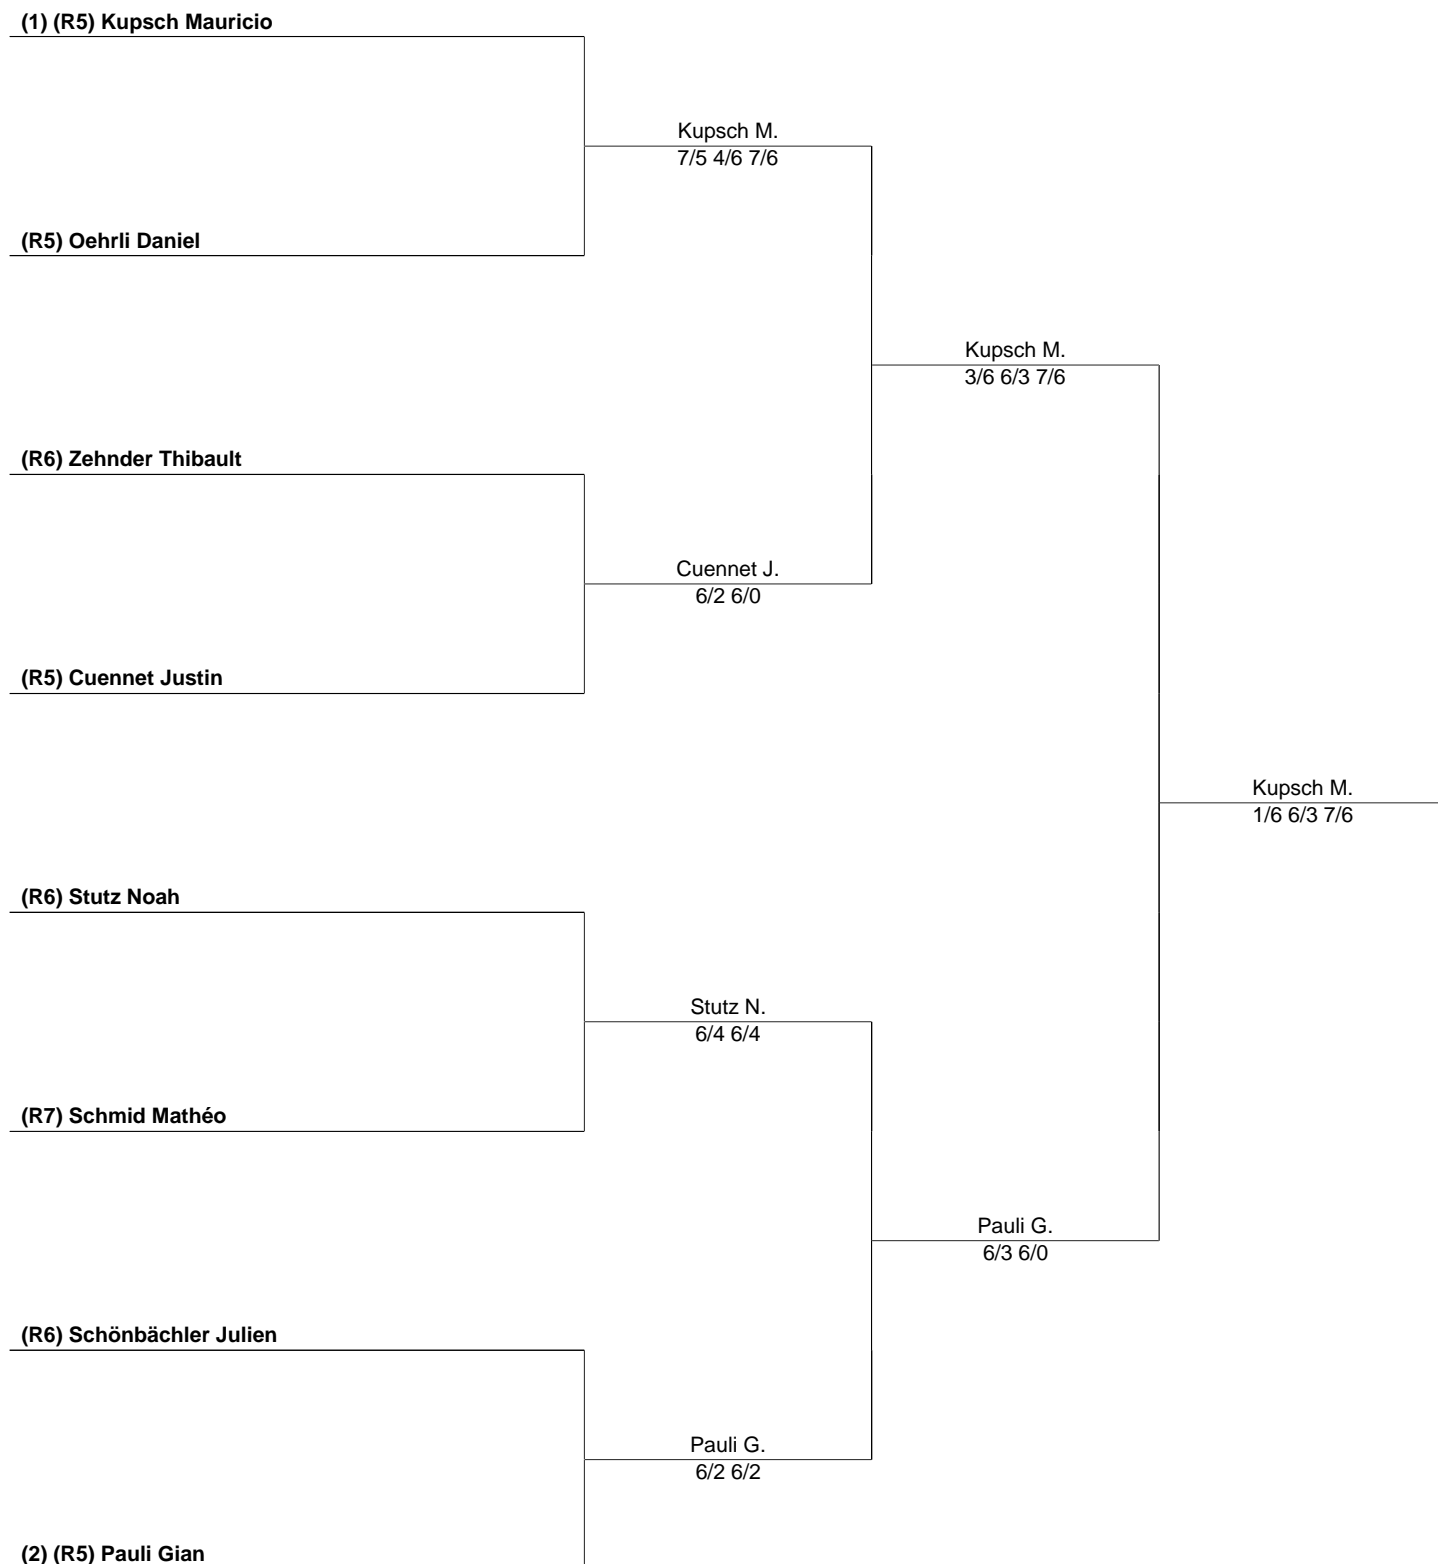 (1) (R5) Kupsch Mauricio
Kupsch M.
7/5 4/6 7/6
(R5) Oehrli Daniel
Kupsch M.
3/6 6/3 7/6
(R6) Zehnder Thibault
Cuennet J.
6/2 6/0
(R5) Cuennet Justin
Kupsch M.
1/6 6/3 7/6
(R6) Stutz Noah
Stutz N.
6/4 6/4
(R7) Schmid Mathéo
Pauli G.
6/3 6/0
(R6) Schönbächler Julien
Pauli G.
6/2 6/2
(2) (R5) Pauli Gian